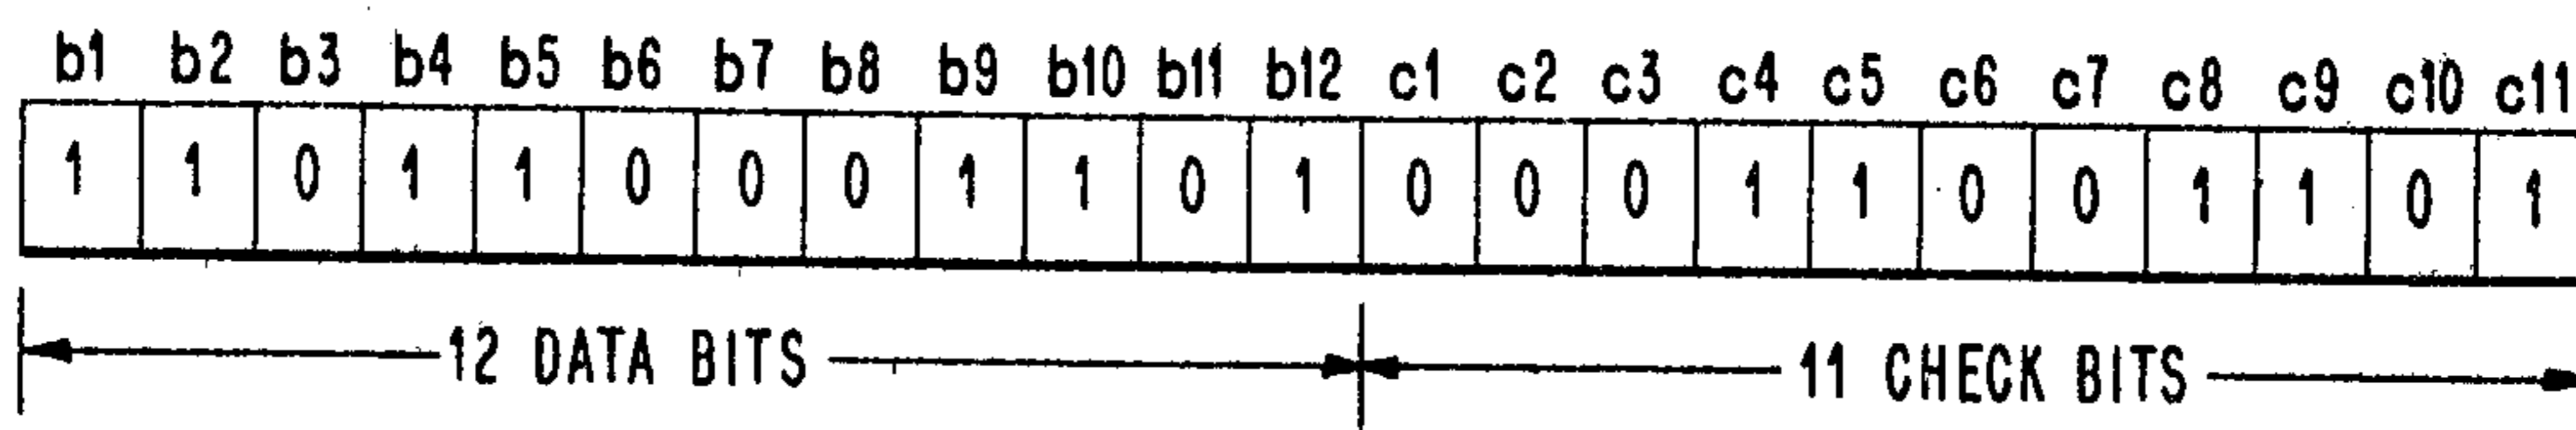 b1 b2 b3 b4 b5 b6 b7 b8 b9 b10 b11 b12 c1 c2 c3 c4 c5 c6 c7 c8 c9 c10 c11
1 1 0 1 1 0 0 0 1 1 0 1 0 0 0 1 1 0 0 1 1 0 1
12 DATA BITS 11 CHECK BITS